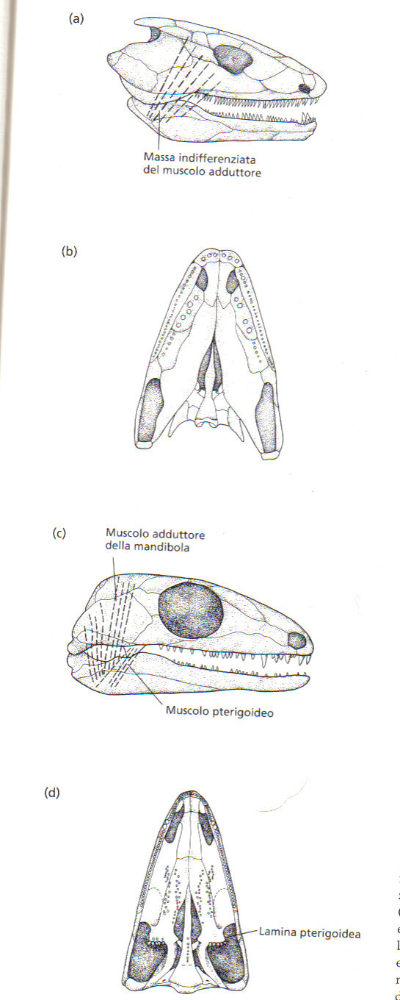 (a)
Massa indifferenziata
del muscolo adduttore
(b)
(c)
Muscolo adduttore
della mandibola
Muscolo pterigoideo
(d)
Lamina pterigoidea